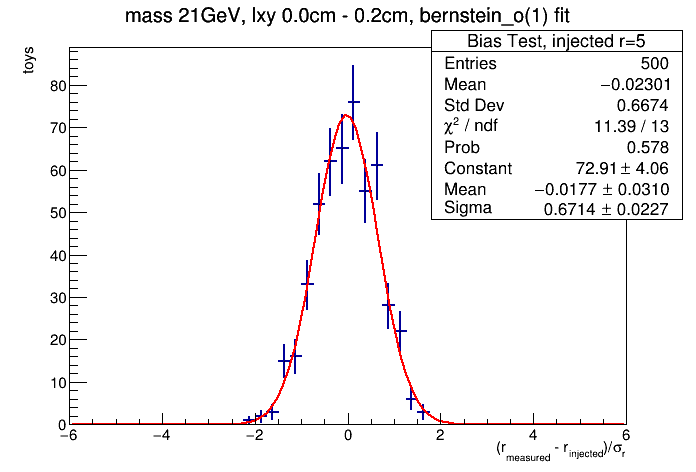 mass 21GeV, lxy 0.0cm - 0.2cm, bernstein_o(1) fit
Bias Test, injected r=5
Entries 500
Mean −0.02301
Std Dev 0.6674
χ² / ndf 11.39 / 13
Prob 0.578
Constant 72.91 ± 4.06
Mean −0.0177 ± 0.0310
Sigma 0.6714 ± 0.0227
toys
80
70
60
50
40
30
20
10
0
−6 −4 −2 0 2 4 6
(r_measured - r_injected)/σ_r